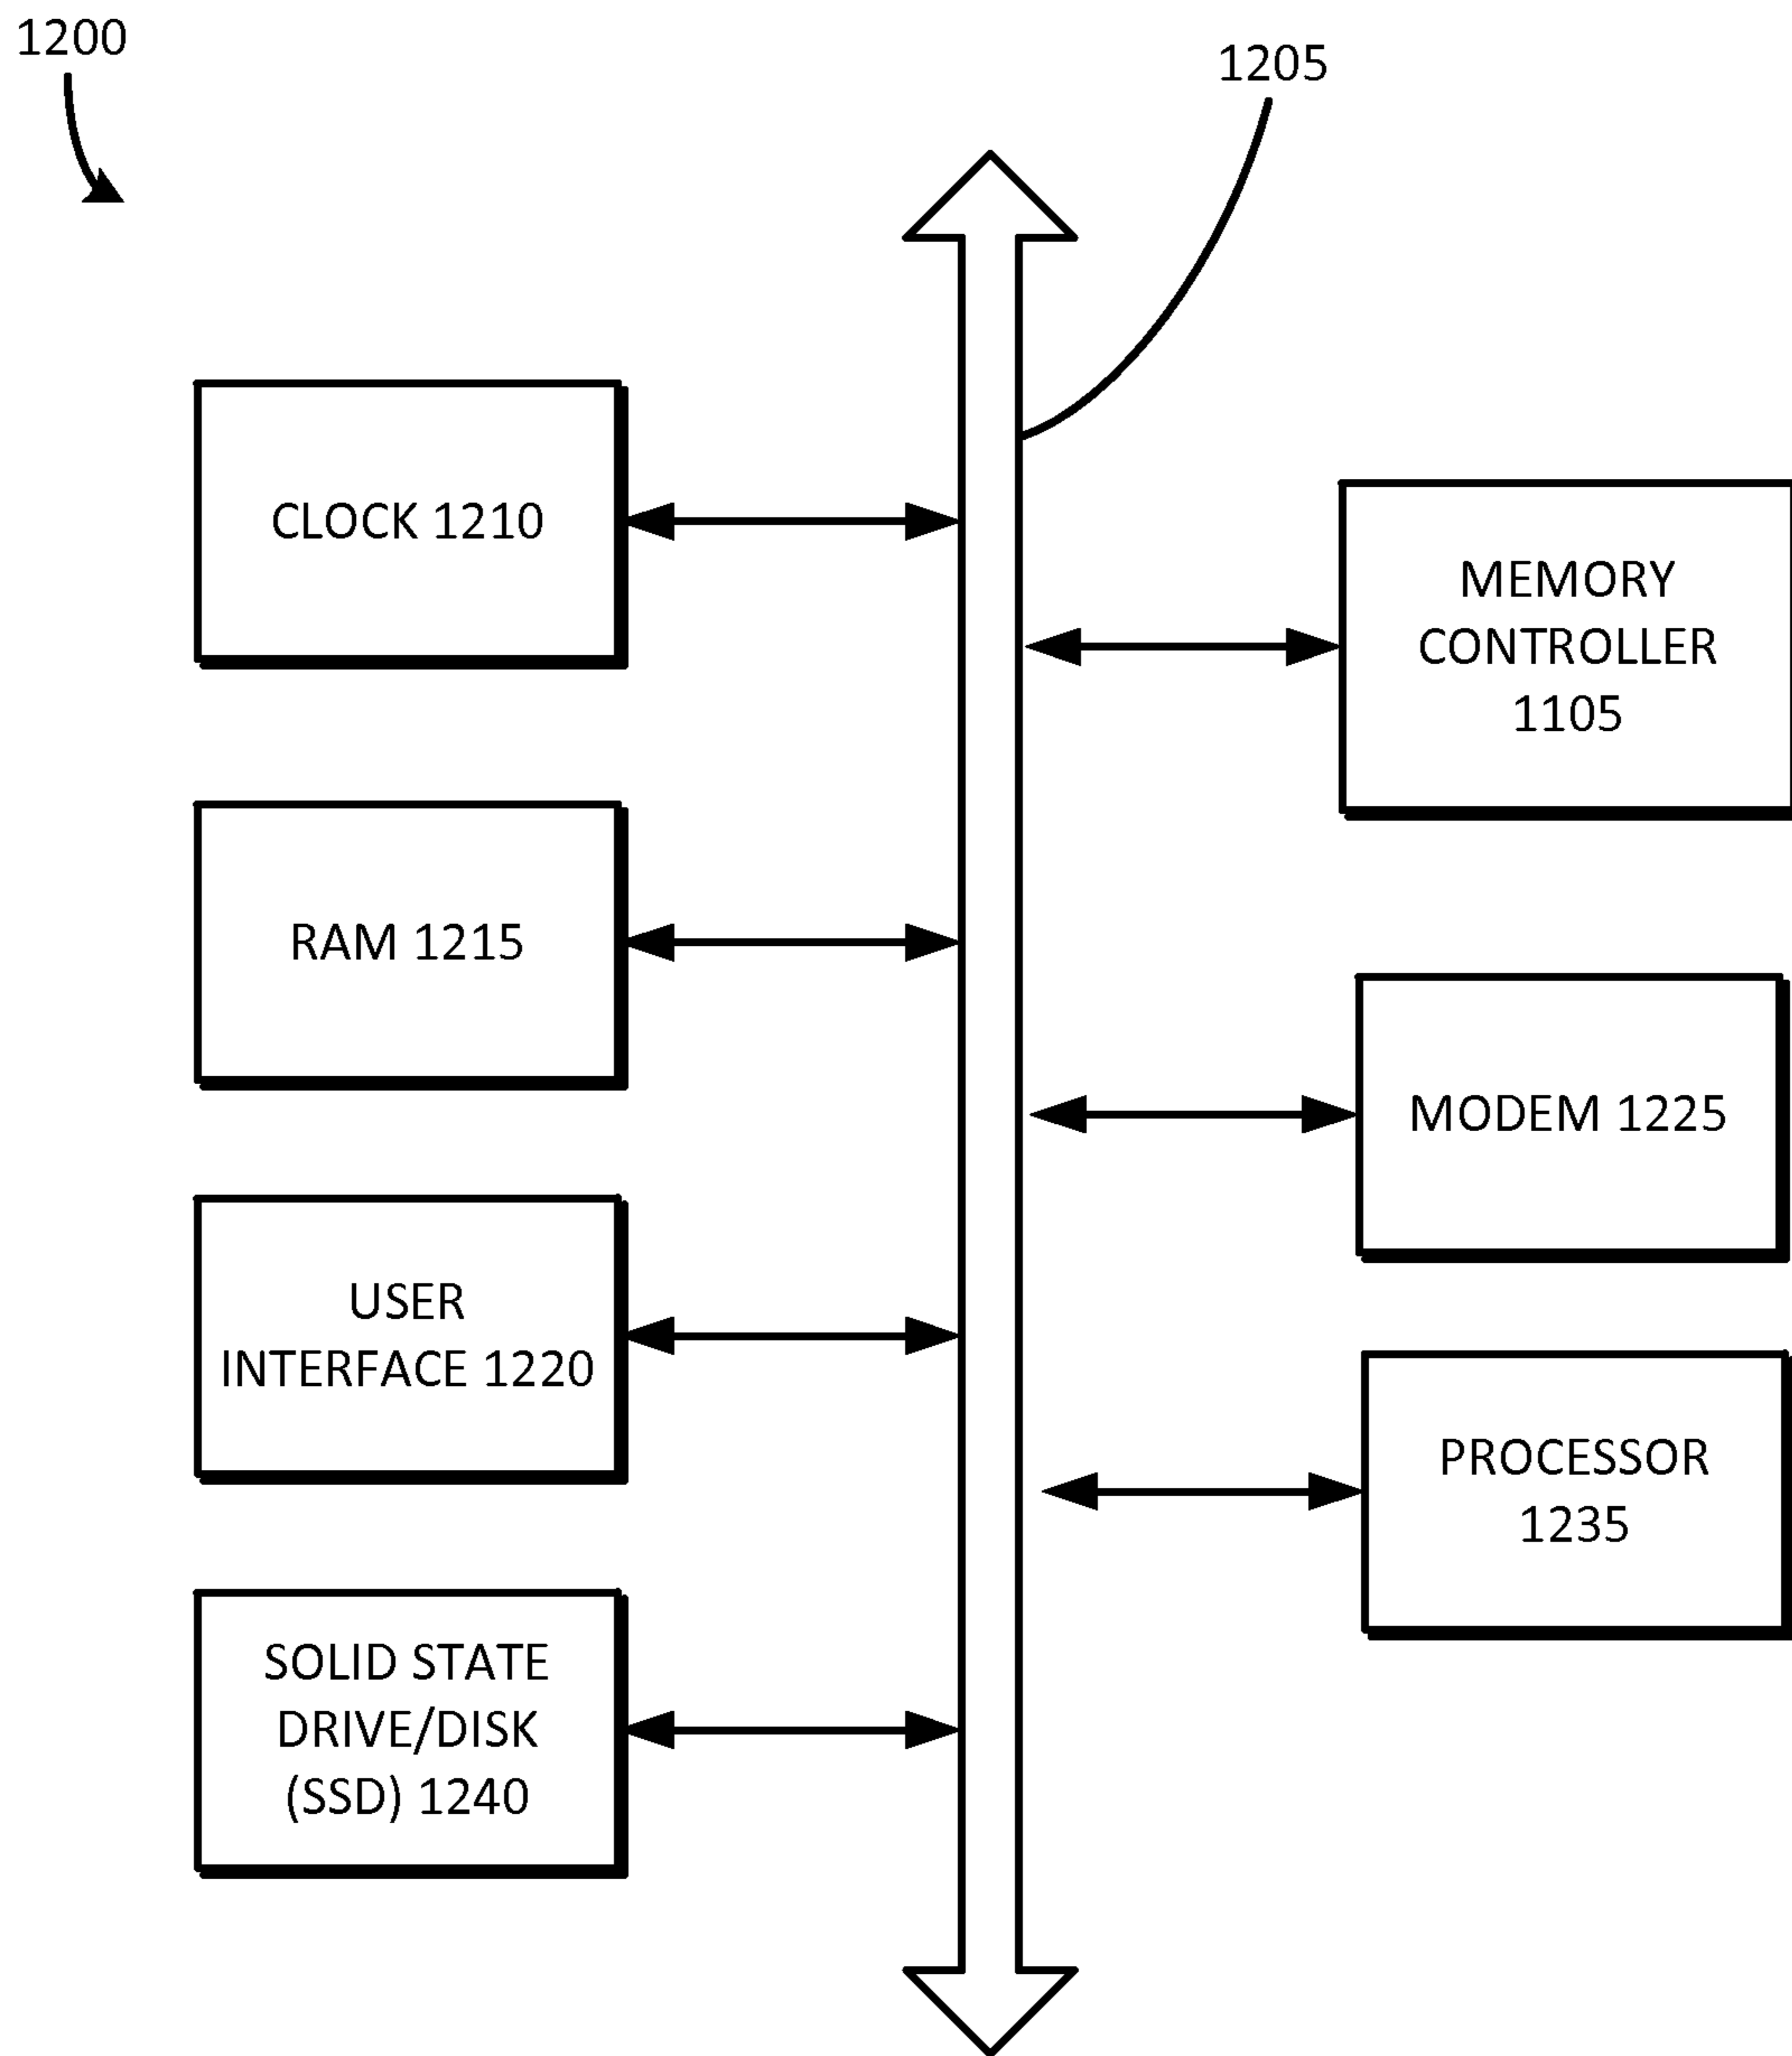 1200
1205
CLOCK 1210
MEMORY
CONTROLLER
1105
RAM 1215
MODEM 1225
USER
INTERFACE 1220
PROCESSOR
1235
SOLID STATE
DRIVE/DISK
(SSD) 1240